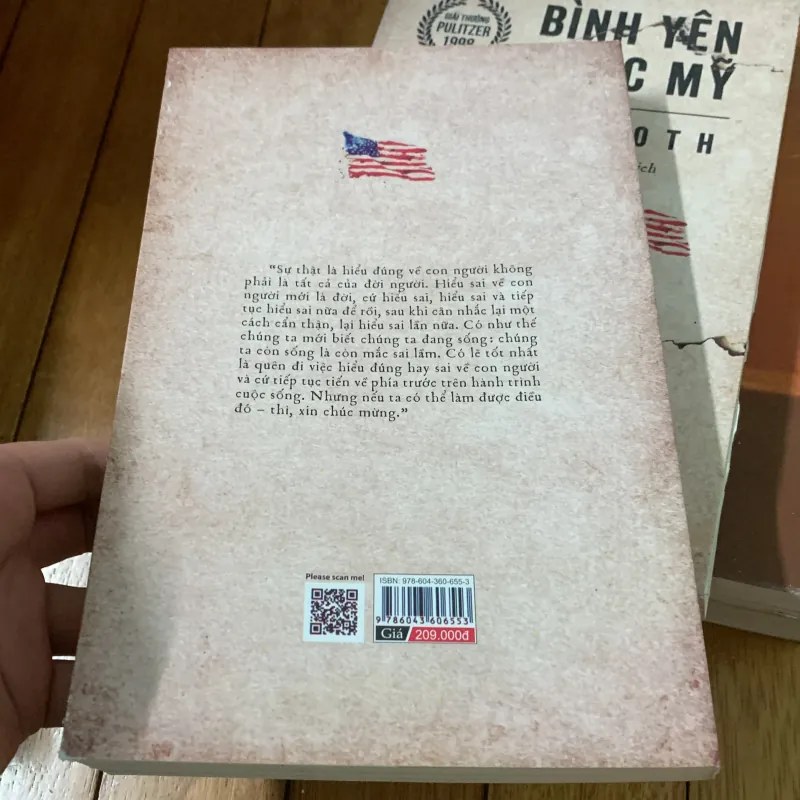 GIẢI THƯỞNG
PULITZER
1998
BÌNH YÊN
C MỸ
OTH
"Sự thật là hiểu đúng về con người không
phải là tất cả của đời người. Hiểu sai về con
người mới là đời, cứ hiểu sai, hiểu sai và tiếp
tục hiểu sai nữa để rồi, sau khi cân nhắc lại một
cách cẩn thận, lại hiểu sai lần nữa. Có như thế
chúng ta mới biết chúng ta đang sống: chúng
ta còn sống là còn mắc sai lầm. Có lẽ tốt nhất
là quên đi việc hiểu đúng hay sai về con người
và cứ tiếp tục tiến về phía trước trên hành trình
cuộc sống. Nhưng nếu ta có thể làm được điều
đó – thì, xin chúc mừng."
Please scan me!
ISBN: 978-604-360-655-3
9 786043 606553
Giá 209.000đ